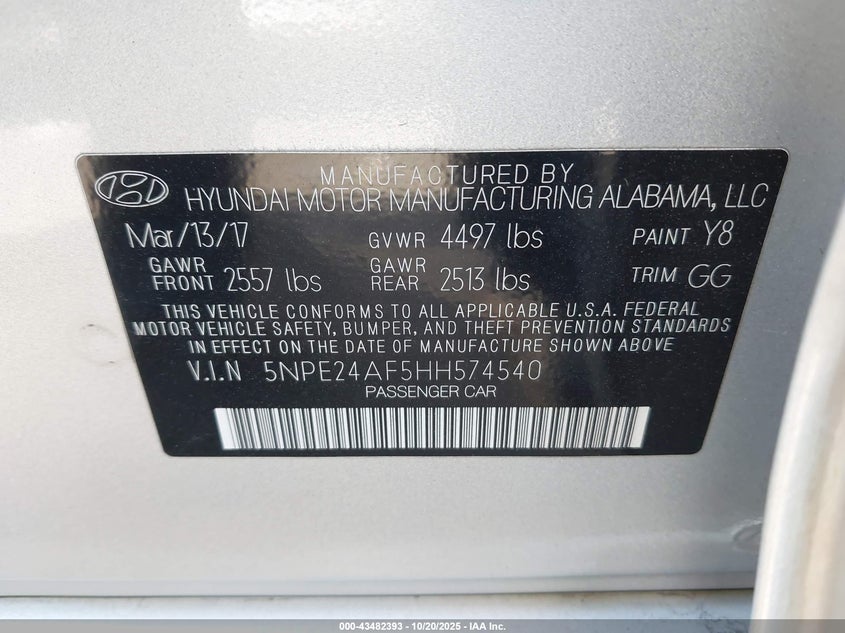 MANUFACTURED BY
HYUNDAI MOTOR MANUFACTURING ALABAMA, LLC
Mar/13/17 GVWR 4497 lbs PAINT Y8
GAWR FRONT 2557 lbs GAWR REAR 2513 lbs TRIM GG
THIS VEHICLE CONFORMS TO ALL APPLICABLE U.S.A. FEDERAL
MOTOR VEHICLE SAFETY, BUMPER, AND THEFT PREVENTION STANDARDS
IN EFFECT ON THE DATE OF MANUFACTURE SHOWN ABOVE
V.I.N 5NPE24AF5HH574540
PASSENGER CAR
000-43482393 - 10/20/2025 - IAA Inc.